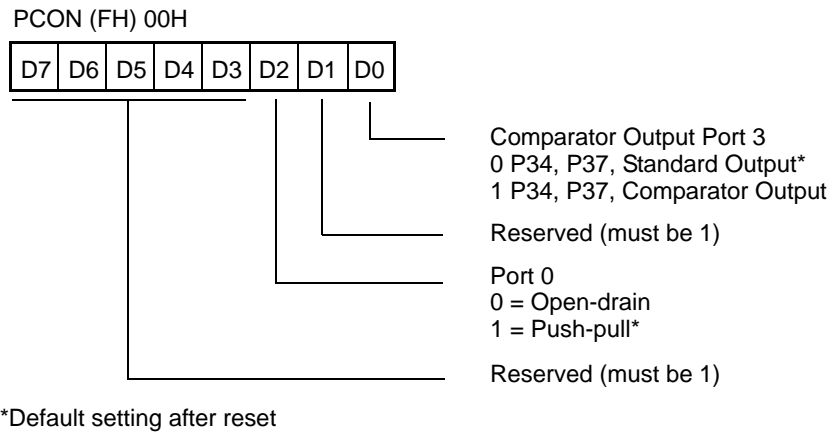 PCON (FH) 00H
D7 D6 D5 D4 D3 D2 D1 D0
Comparator Output Port 3
0 P34, P37, Standard Output*
1 P34, P37, Comparator Output
Reserved (must be 1)
Port 0
0 = Open-drain
1 = Push-pull*
Reserved (must be 1)
*Default setting after reset